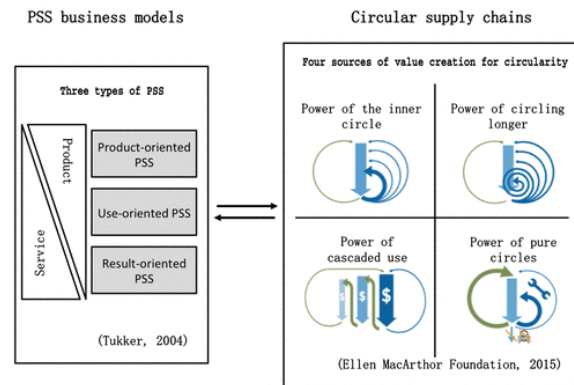 PSS business models
Three types of PSS
Product
Service
Product-oriented
PSS
Use-oriented PSS
Result-oriented
PSS
(Tukker, 2004)
Circular supply chains
Four sources of value creation for circularity
Power of the inner
circle
Power of circling
longer
Power of
cascaded use
$ $ $
Power of pure
circles
(Ellen MacArthor Foundation, 2015)